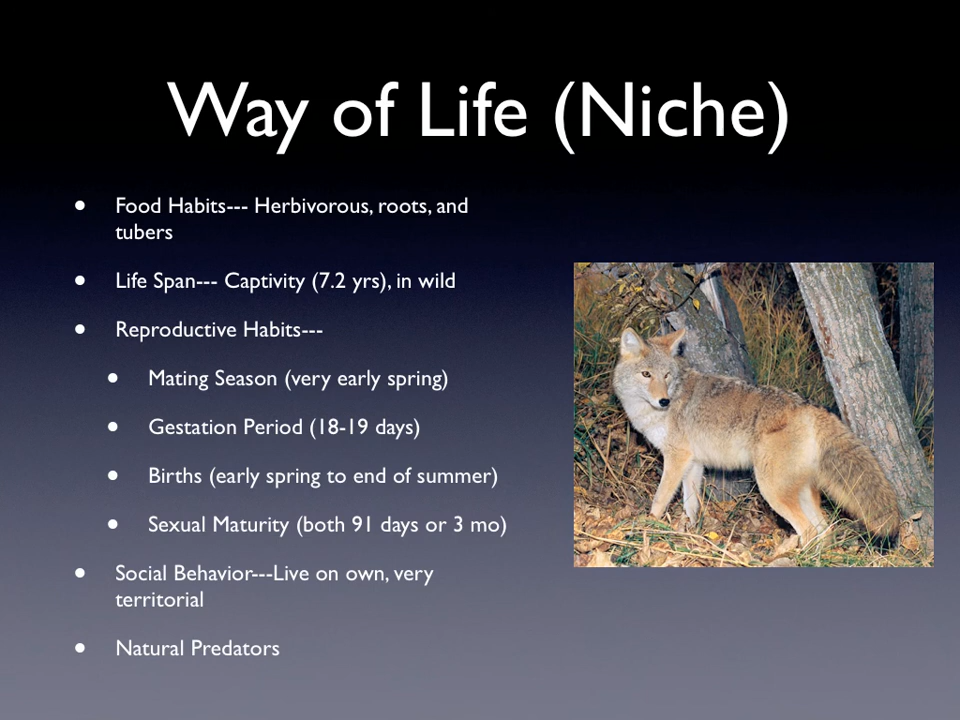 Way of Life (Niche)
• Food Habits--- Herbivorous, roots, and
tubers
• Life Span--- Captivity (7.2 yrs), in wild
• Reproductive Habits---
• Mating Season (very early spring)
• Gestation Period (18-19 days)
• Births (early spring to end of summer)
• Sexual Maturity (both 91 days or 3 mo)
• Social Behavior---Live on own, very
territorial
• Natural Predators